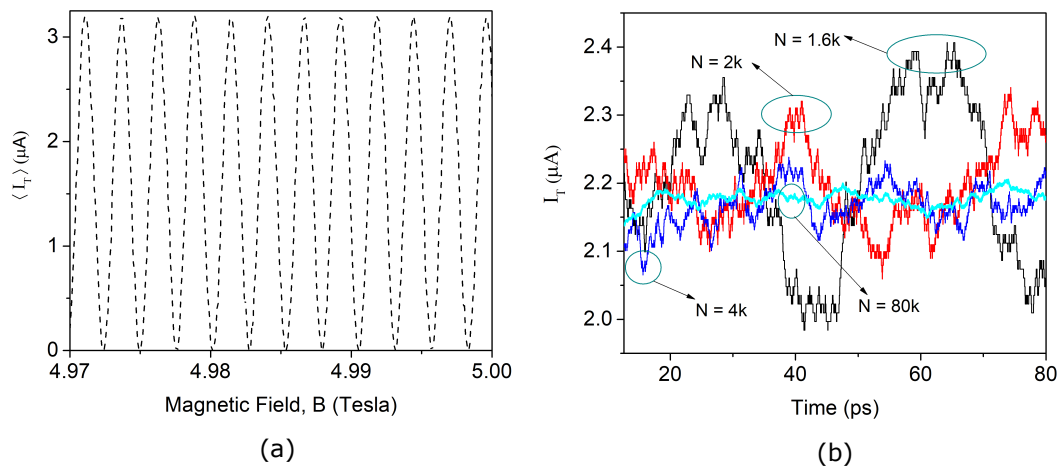 3
2
1
0
⟨ I_T ⟩ (μA)
4.97
4.98
4.99
5.00
Magnetic Field, B (Tesla)
(a)
2.4
2.3
2.2
2.1
2.0
I_T (μA)
N = 1.6k
N = 2k
N = 4k
N = 80k
20
40
60
80
Time (ps)
(b)